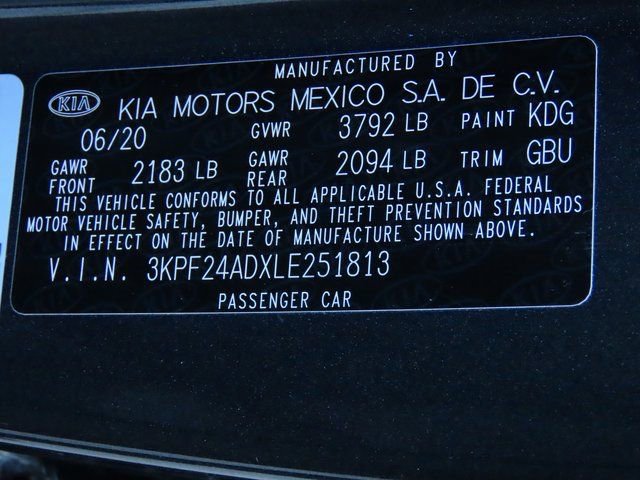 MANUFACTURED BY
KIA KIA MOTORS MEXICO S.A. DE C.V.
06/20 GVWR 3792 LB PAINT KDG
GAWR FRONT 2183 LB GAWR REAR 2094 LB TRIM GBU
THIS VEHICLE CONFORMS TO ALL APPLICABLE U.S.A. FEDERAL
MOTOR VEHICLE SAFETY, BUMPER, AND THEFT PREVENTION STANDARDS
IN EFFECT ON THE DATE OF MANUFACTURE SHOWN ABOVE.
V.I.N. 3KPF24ADXLE251813
PASSENGER CAR